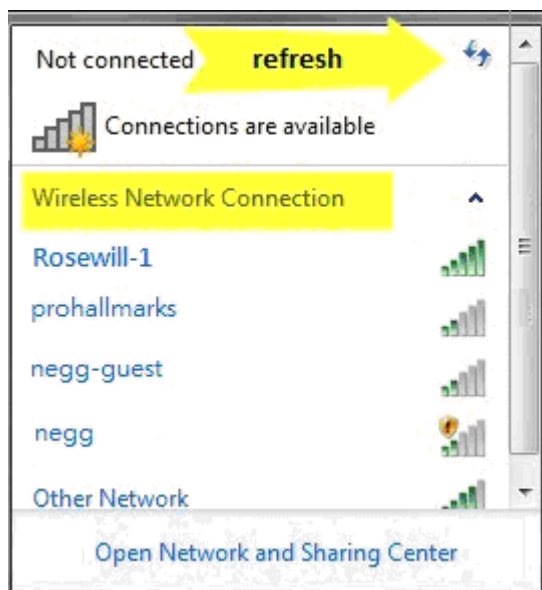 Not connected refresh
Connections are available
Wireless Network Connection
Rosewill-1
prohallmarks
negg-guest
negg
Other Network
Open Network and Sharing Center